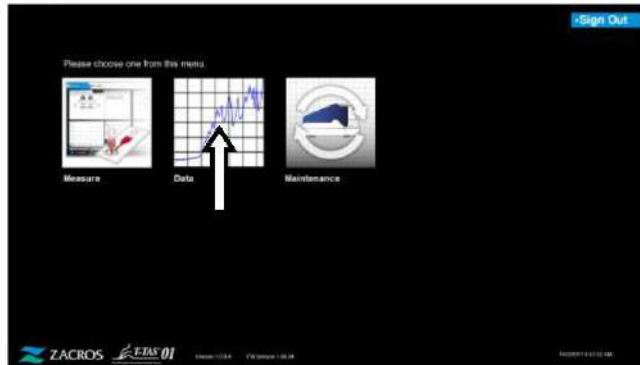 •Sign Out
Please choose one from this menu.
Measure
Data
Maintenance
ZACROS T-TAS 01